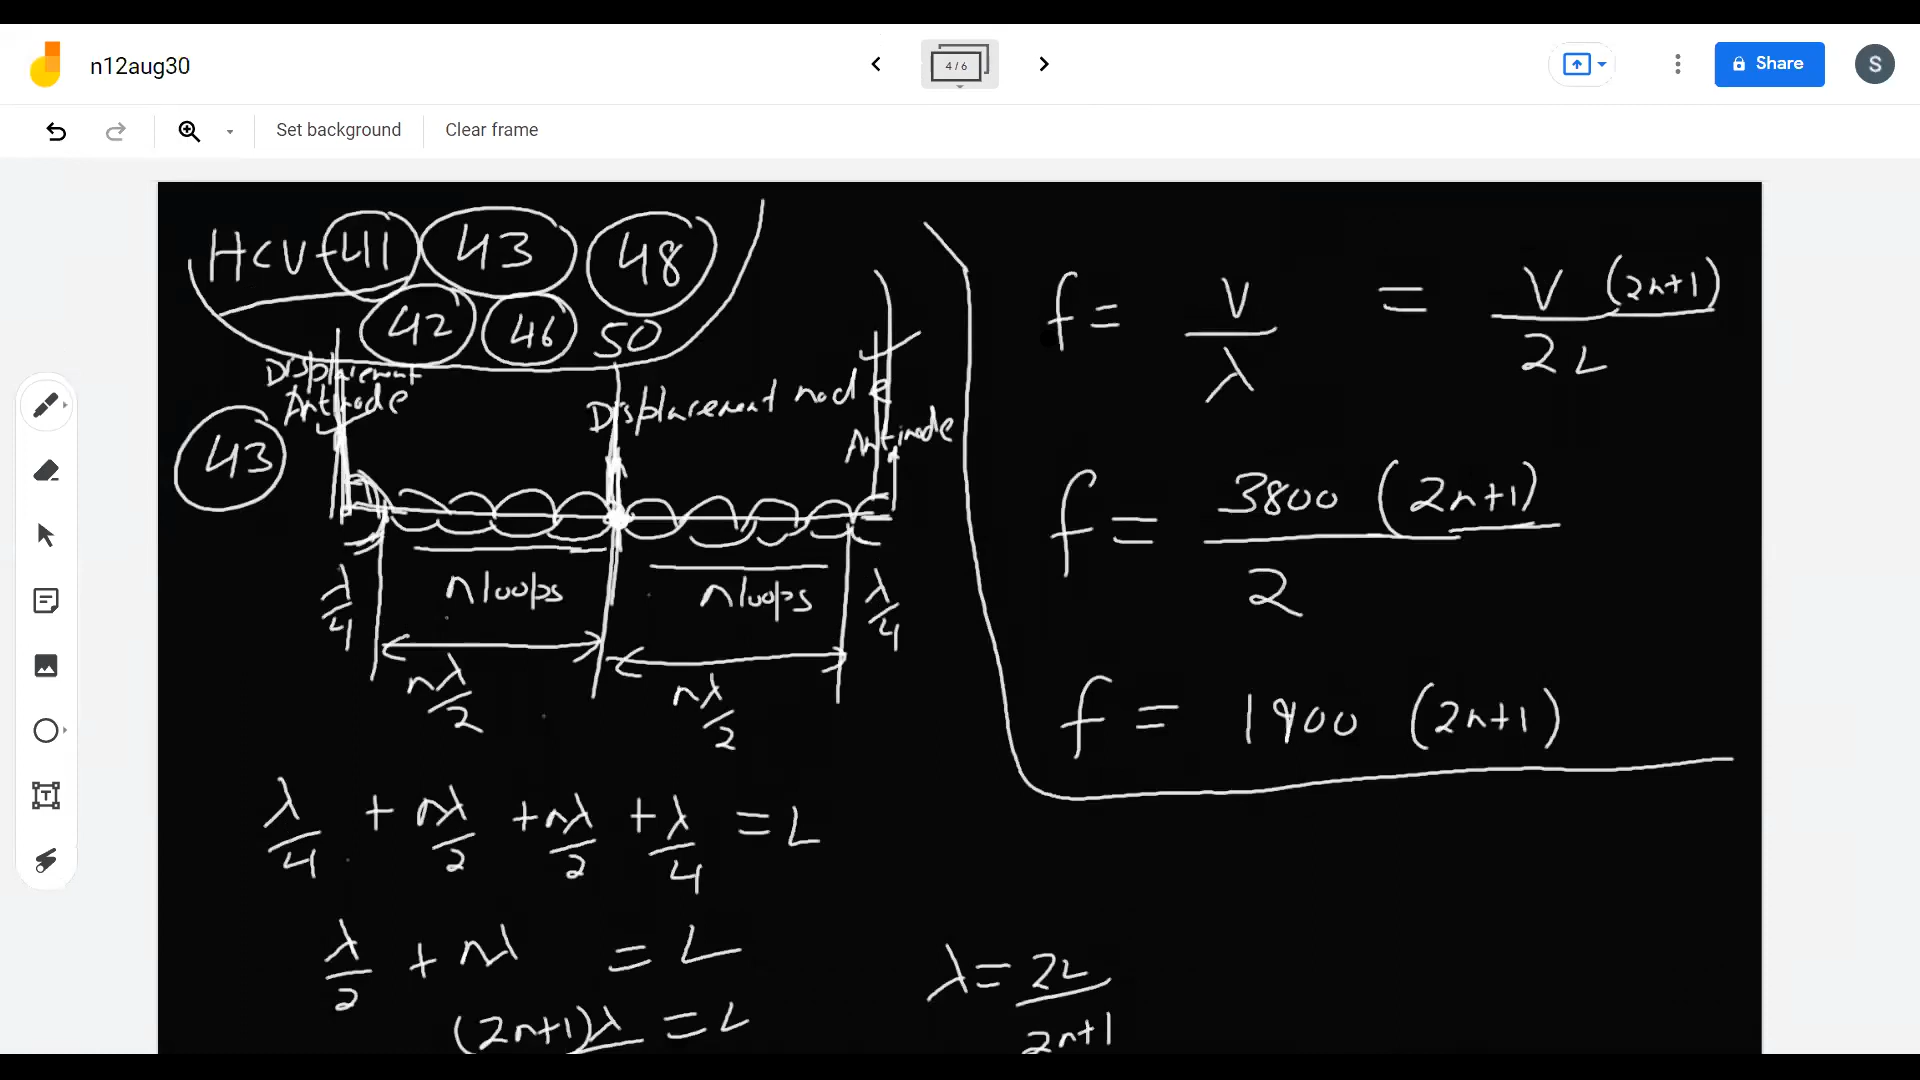 n12aug30
4 / 6
Share
S
Set background
Clear frame
HCV - 41 43 48
42 46 50
Displacement
Antinode
Displacement node
Antinode
43
λ/4
n loops
n loops
λ/4
nλ/2
nλ/2
λ/4 + nλ/2 + nλ/2 + λ/4 = L
λ/2 + nλ = L
(2n+1)λ = L
λ = 2L/2n+1
f = V/λ = V(2n+1)/2L
f = 3800 (2n+1)/2
f = 1900 (2n+1)